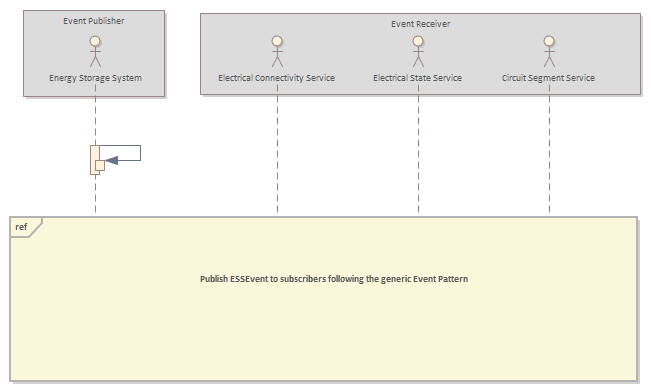 Event Publisher
Event Receiver
Energy Storage System
Electrical Connectivity Service
Electrical State Service
Circuit Segment Service
ref
Publish ESSEvent to subscribers following the generic Event Pattern